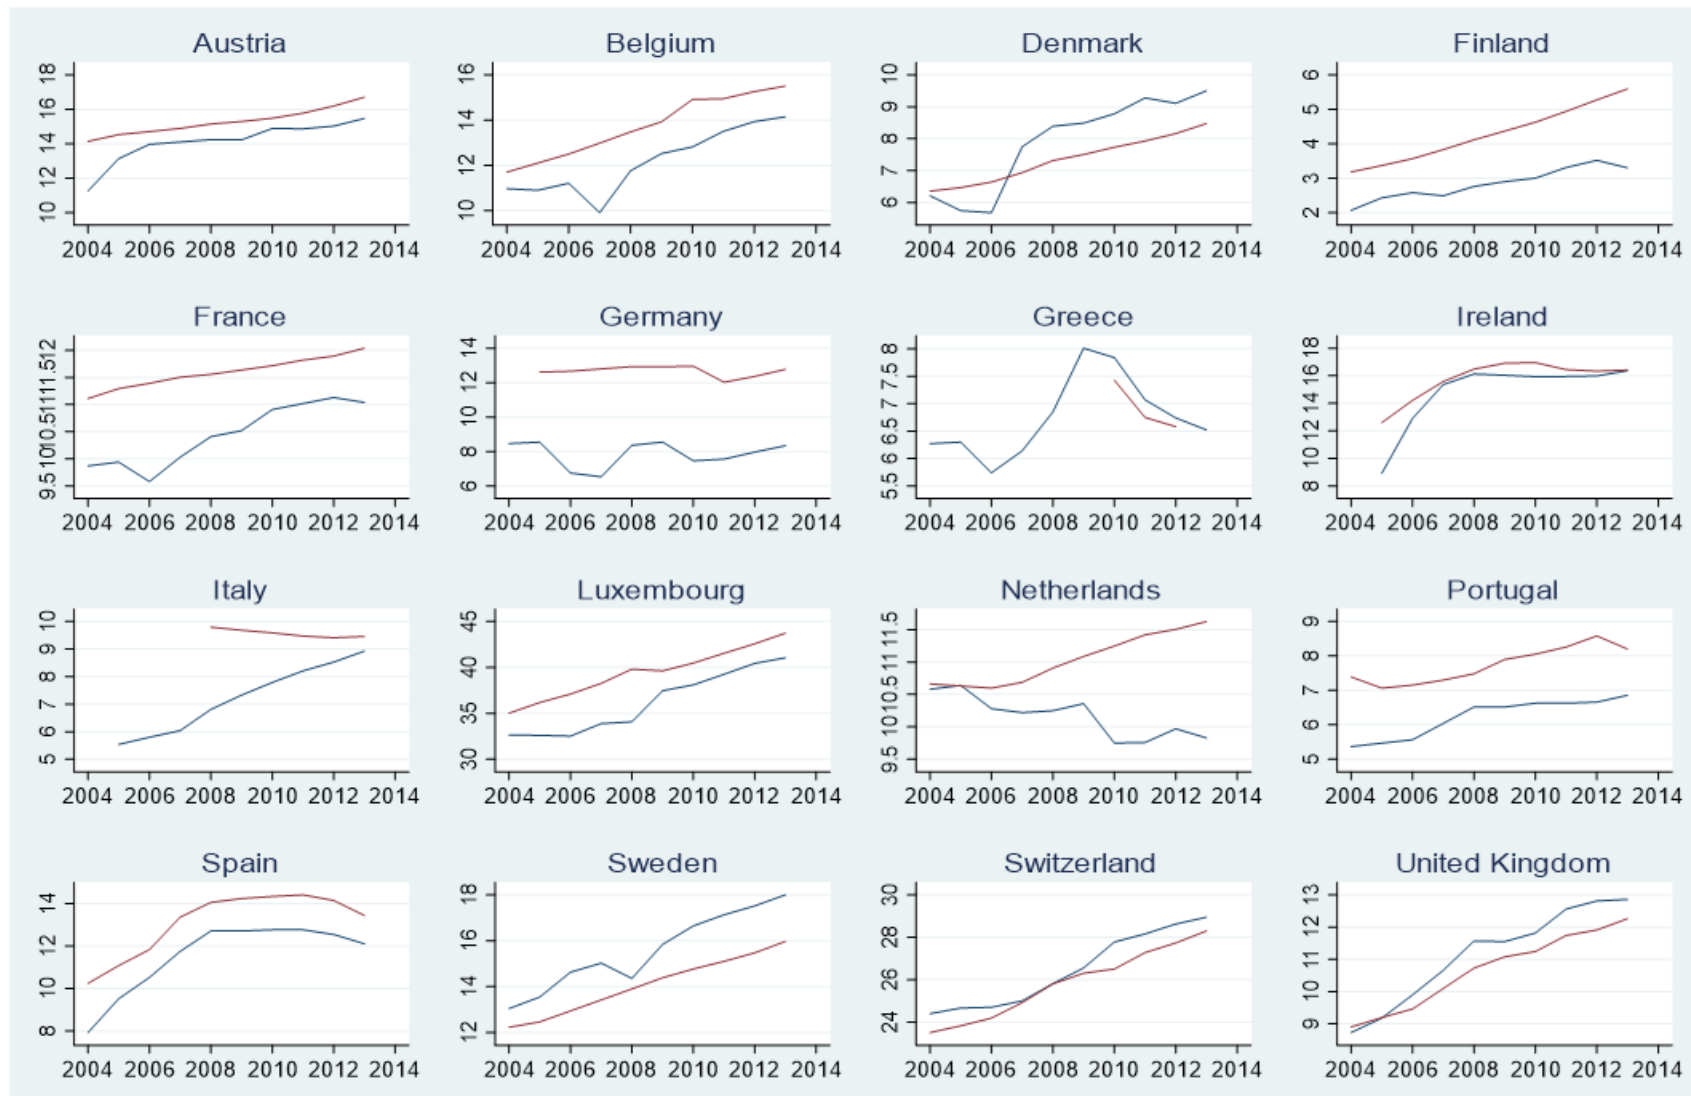 Austria Belgium Denmark Finland
18 16 14 12 10
2004 2006 2008 2010 2012 2014
16 14 12 10
2004 2006 2008 2010 2012 2014
10 9 8 7 6
2004 2006 2008 2010 2012 2014
6 5 4 3 2
2004 2006 2008 2010 2012 2014
France Germany Greece Ireland
9.51010.51111.512
2004 2006 2008 2010 2012 2014
14 12 10 8 6
2004 2006 2008 2010 2012 2014
8 7.5 7 6.5 6 5.5
2004 2006 2008 2010 2012 2014
18 16 14 12 10 8
2004 2006 2008 2010 2012 2014
Italy Luxembourg Netherlands Portugal
10 9 8 7 6 5
2004 2006 2008 2010 2012 2014
45 40 35 30
2004 2006 2008 2010 2012 2014
9.5 1010.5 11 11.5
2004 2006 2008 2010 2012 2014
9 8 7 6 5
2004 2006 2008 2010 2012 2014
Spain Sweden Switzerland United Kingdom
14 12 10 8
2004 2006 2008 2010 2012 2014
18 16 14 12
2004 2006 2008 2010 2012 2014
30 28 26 24
2004 2006 2008 2010 2012 2014
13 12 11 10 9
2004 2006 2008 2010 2012 2014